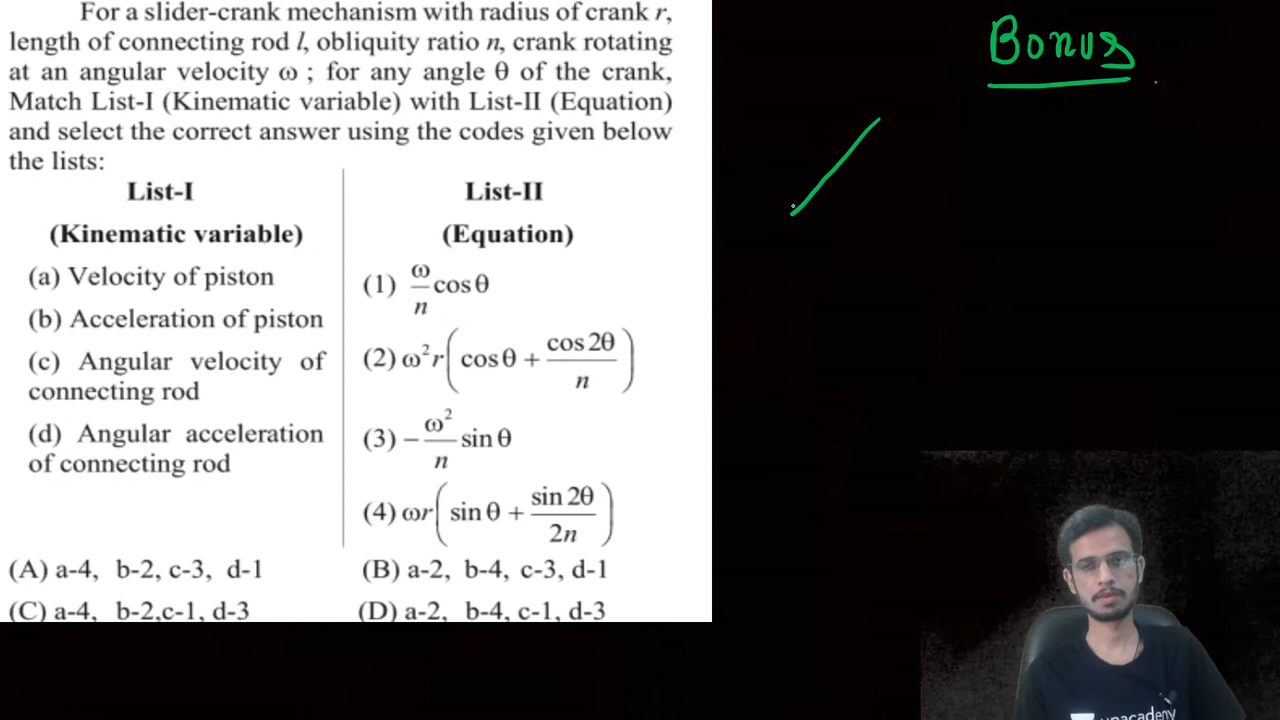 For a slider-crank mechanism with radius of crank r,
length of connecting rod l, obliquity ratio n, crank rotating
at an angular velocity ω ; for any angle θ of the crank,
Match List-I (Kinematic variable) with List-II (Equation)
and select the correct answer using the codes given below
the lists:
List-I
(Kinematic variable)
(a) Velocity of piston
(b) Acceleration of piston
(c) Angular velocity of
connecting rod
(d) Angular acceleration
of connecting rod
List-II
(Equation)
(1) ω/n cosθ
(2) ω²r(cosθ + cos2θ/n)
(3) −ω²/n sinθ
(4) ωr(sinθ + sin2θ/2n)
(A) a-4, b-2, c-3, d-1
(B) a-2, b-4, c-3, d-1
(C) a-4, b-2,c-1, d-3
(D) a-2, b-4, c-1, d-3
Bonus
unacademy